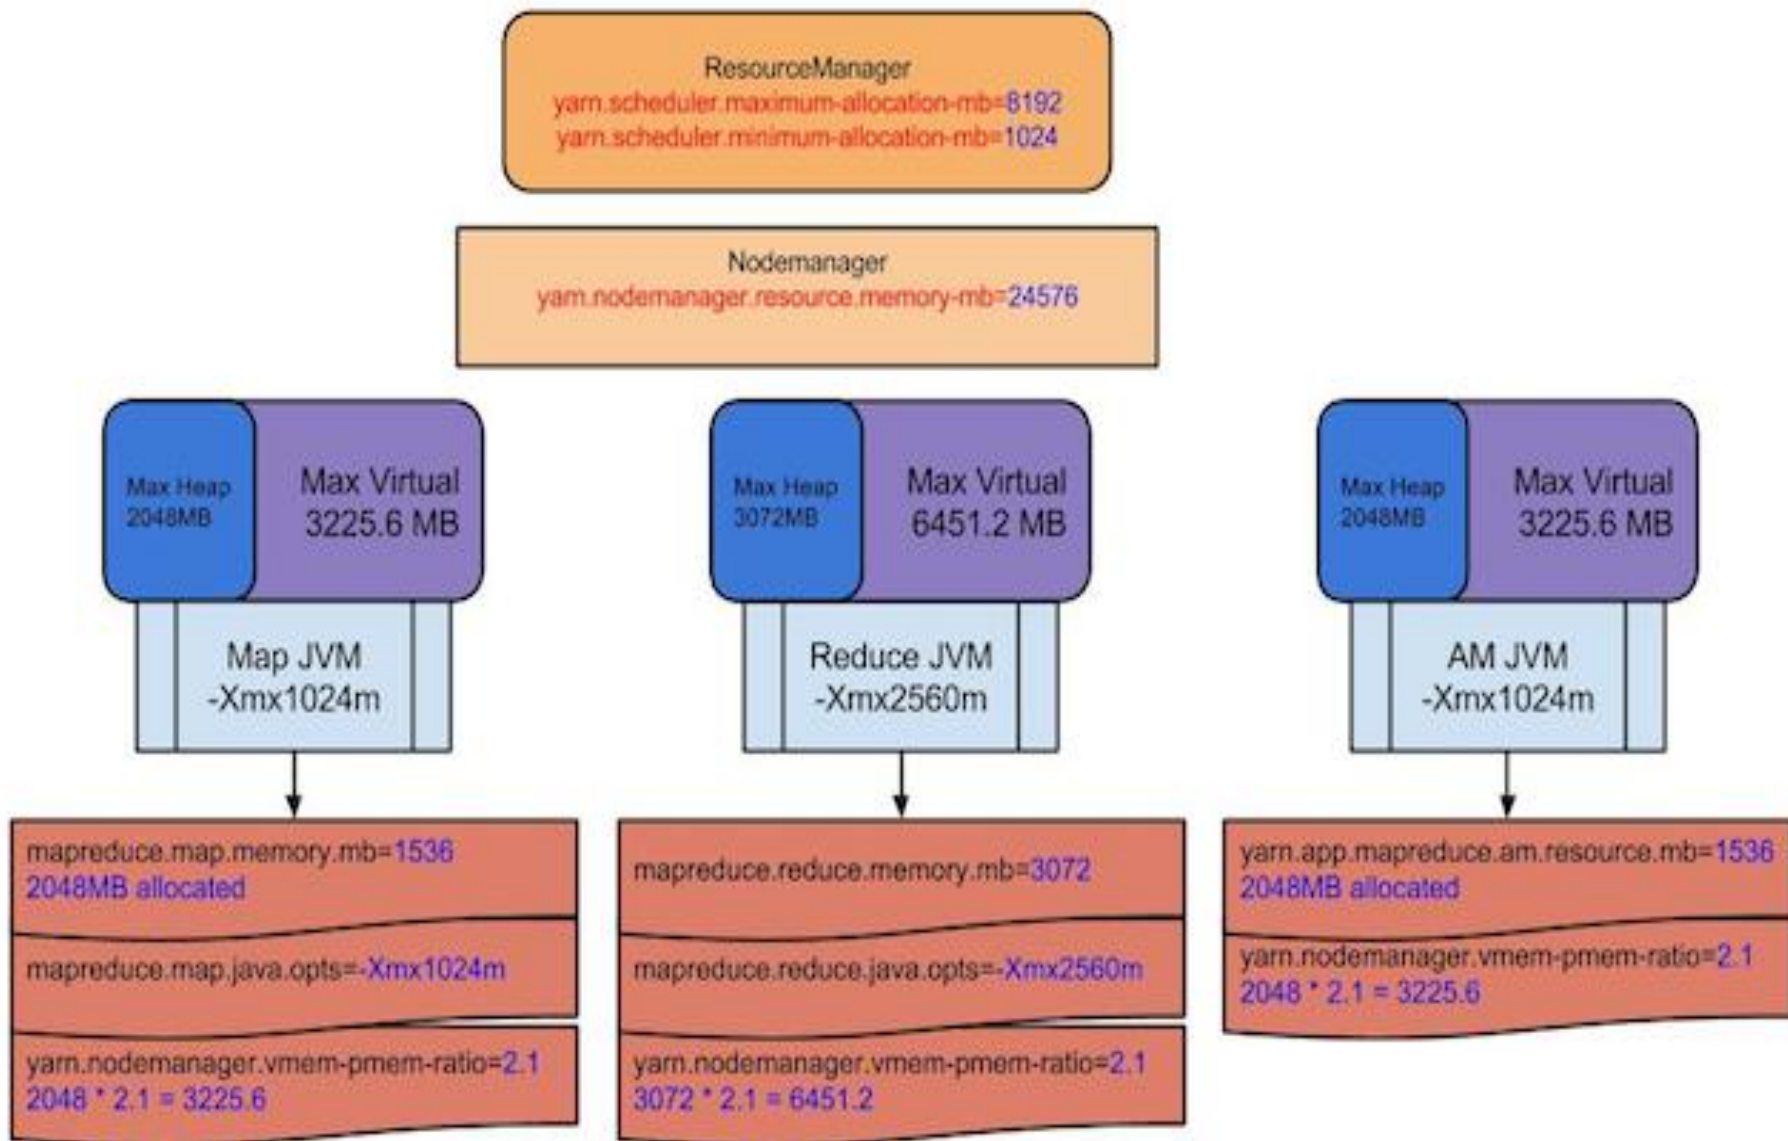 ResourceManager
yarn.scheduler.maximum-allocation-mb=8192
yarn.scheduler.minimum-allocation-mb=1024
Nodemanager
yarn.nodemanager.resource.memory-mb=24576
Max Heap
2048MB
Max Virtual
3225.6 MB
Map JVM
-Xmx1024m
mapreduce.map.memory.mb=1536
2048MB allocated
mapreduce.map.java.opts=-Xmx1024m
yarn.nodemanager.vmem-pmem-ratio=2.1
2048 * 2.1 = 3225.6
Max Heap
3072MB
Max Virtual
6451.2 MB
Reduce JVM
-Xmx2560m
mapreduce.reduce.memory.mb=3072
mapreduce.reduce.java.opts=-Xmx2560m
yarn.nodemanager.vmem-pmem-ratio=2.1
3072 * 2.1 = 6451.2
Max Heap
2048MB
Max Virtual
3225.6 MB
AM JVM
-Xmx1024m
yarn.app.mapreduce.am.resource.mb=1536
2048MB allocated
yarn.nodemanager.vmem-pmem-ratio=2.1
2048 * 2.1 = 3225.6